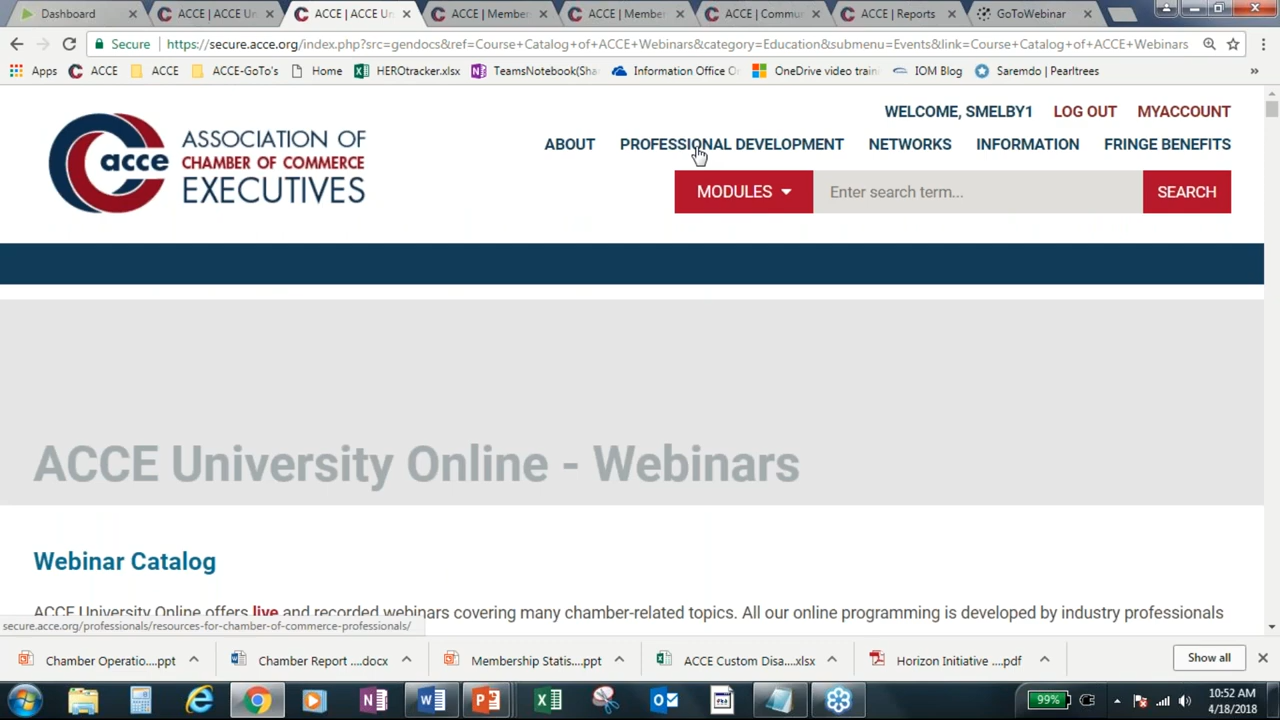 Dashboard
ACCE | ACCE Un
ACCE | ACCE Un
ACCE | Member
ACCE | Member
ACCE | Commu
ACCE | Reports
GoToWebinar
Secure
https://secure.acce.org/index.php?src=gendocs&ref=Course+Catalog+of+ACCE+Webinars&category=Education&submenu=Events&link=Course+Catalog+of+ACCE+Webinars
Apps
ACCE
ACCE
ACCE-GoTo's
Home
HEROtracker.xlsx
TeamsNotebook(Sha
Information Office O
OneDrive video train
IOM Blog
Saremdo | Pearltrees
»
WELCOME, SMELBY1
LOG OUT
MYACCOUNT
acce
ASSOCIATION OF
CHAMBER OF COMMERCE
EXECUTIVES
ABOUT
PROFESSIONAL DEVELOPMENT
NETWORKS
INFORMATION
FRINGE BENEFITS
MODULES
Enter search term...
SEARCH
ACCE University Online - Webinars
Webinar Catalog
ACCE University Online offers live and recorded webinars covering many chamber-related topics. All our online programming is developed by industry professionals
secure.acce.org/professionals/resources-for-chamber-of-commerce-professionals/
Chamber Operatio....ppt
Chamber Report ....docx
Membership Statis....ppt
ACCE Custom Disa....xlsx
Horizon Initiative ....pdf
Show all
99%
10:52 AM
4/18/2018